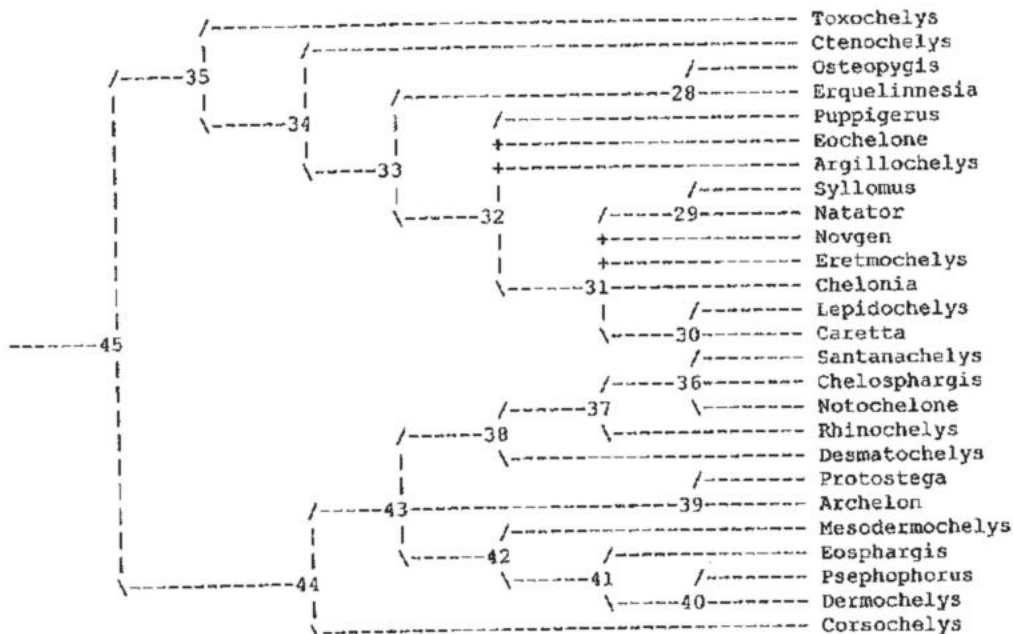 Toxochelys
Ctenochelys
35
Osteopygis
28 Erquelinnesia
34 Puppigerus
Eochelone
33 Argillochelys
Syllomus
32 29 Natator
Novgen
Eretmochelys
31 Chelonia
Lepidochelys
30 Caretta
45
Santanachelys
36 Chelosphargis
37 Notochelone
Rhinochelys
38
Desmatochelys
Protostega
43 39 Archelon
Mesodermochelys
42 Eosphargis
41 Psephophorus
44 40 Dermochelys
Corsochelys